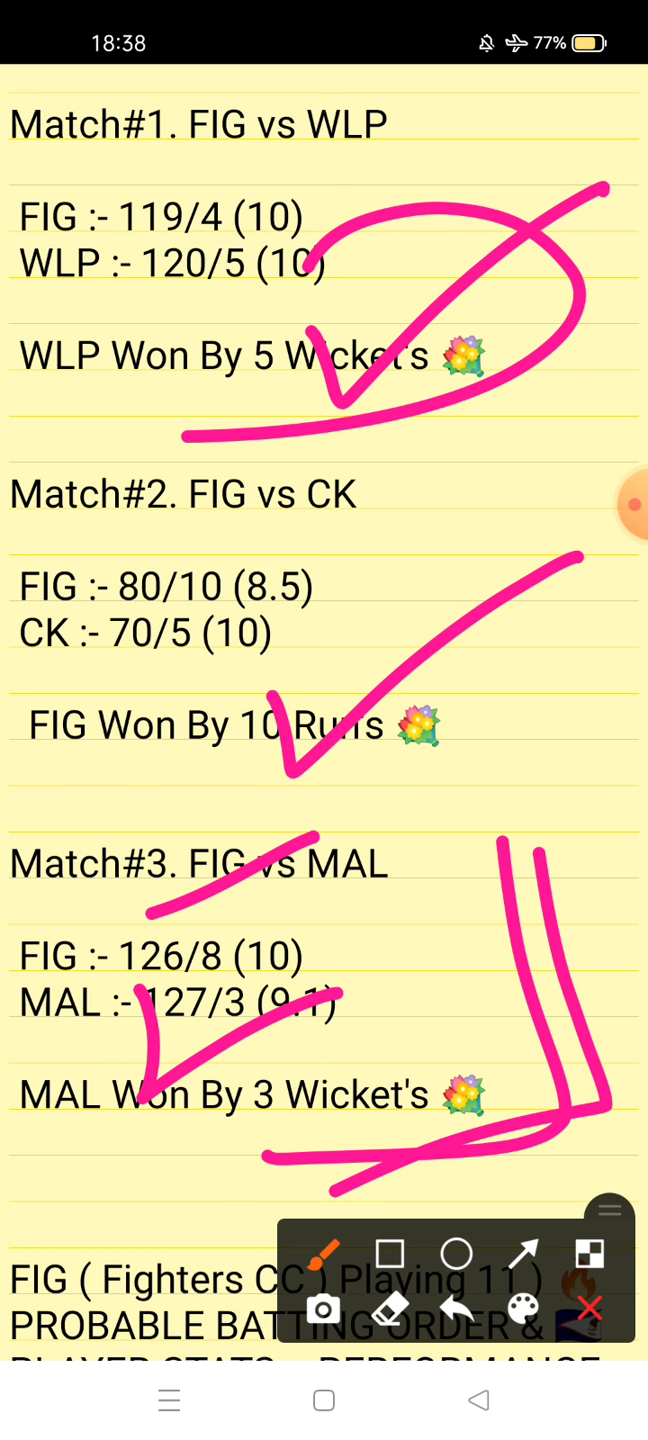 18:38
77%
Match#1. FIG vs WLP
FIG :- 119/4 (10)
WLP :- 120/5 (10)
WLP Won By 5 Wicket's 💐
Match#2. FIG vs CK
FIG :- 80/10 (8.5)
CK :- 70/5 (10)
FIG Won By 10 Runs 💐
Match#3. FIG vs MAL
FIG :- 126/8 (10)
MAL :- 127/3 (9.1)
MAL Won By 3 Wicket's 💐
FIG ( Fighters CC ) Playing 11 ) 🔥
PROBABLE BATTING ORDER &
PLAYER STATS
PERFORMANCE